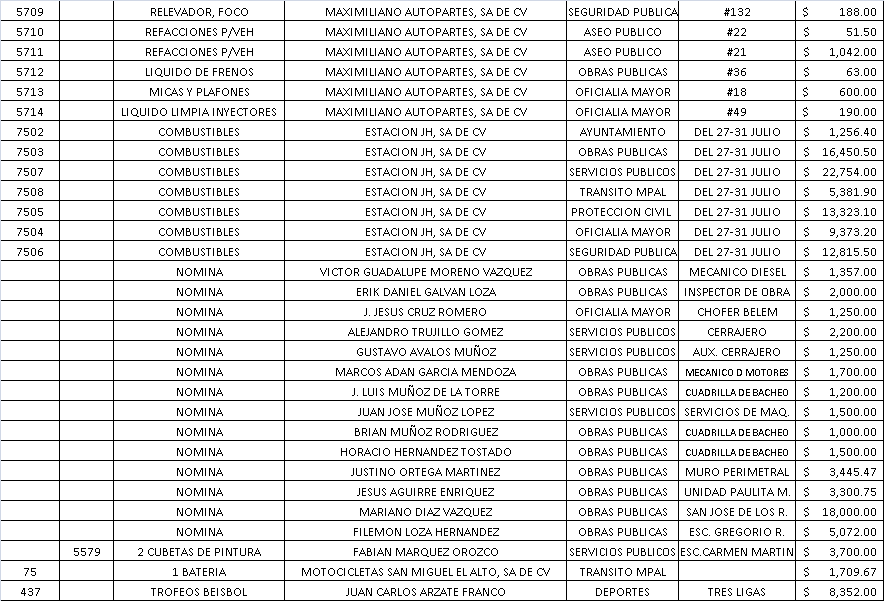 5709 RELEVADOR, FOCO MAXIMILIANO AUTOPARTES, SA DE CV SEGURIDAD PUBLICA #132 $ 188.00
5710 REFACCIONES P/VEH MAXIMILIANO AUTOPARTES, SA DE CV ASEO PUBLICO #22 $ 51.50
5711 REFACCIONES P/VEH MAXIMILIANO AUTOPARTES, SA DE CV ASEO PUBLICO #21 $ 1,042.00
5712 LIQUIDO DE FRENOS MAXIMILIANO AUTOPARTES, SA DE CV OBRAS PUBLICAS #36 $ 63.00
5713 MICAS Y PLAFONES MAXIMILIANO AUTOPARTES, SA DE CV OFICIALIA MAYOR #18 $ 600.00
5714 LIQUIDO LIMPIA INYECTORES MAXIMILIANO AUTOPARTES, SA DE CV OFICIALIA MAYOR #49 $ 190.00
7502 COMBUSTIBLES ESTACION JH, SA DE CV AYUNTAMIENTO DEL 27-31 JULIO $ 1,256.40
7503 COMBUSTIBLES ESTACION JH, SA DE CV OBRAS PUBLICAS DEL 27-31 JULIO $ 16,450.50
7507 COMBUSTIBLES ESTACION JH, SA DE CV SERVICIOS PUBLICOS DEL 27-31 JULIO $ 22,754.00
7508 COMBUSTIBLES ESTACION JH, SA DE CV TRANSITO MPAL DEL 27-31 JULIO $ 5,381.90
7505 COMBUSTIBLES ESTACION JH, SA DE CV PROTECCION CIVIL DEL 27-31 JULIO $ 13,323.10
7504 COMBUSTIBLES ESTACION JH, SA DE CV OFICIALIA MAYOR DEL 27-31 JULIO $ 9,373.20
7506 COMBUSTIBLES ESTACION JH, SA DE CV SEGURIDAD PUBLICA DEL 27-31 JULIO $ 12,815.50
NOMINA VICTOR GUADALUPE MORENO VAZQUEZ OBRAS PUBLICAS MECANICO DIESEL $ 1,357.00
NOMINA ERIK DANIEL GALVAN LOZA OBRAS PUBLICAS INSPECTOR DE OBRA $ 2,000.00
NOMINA J. JESUS CRUZ ROMERO OFICIALIA MAYOR CHOFER BELEM $ 1,250.00
NOMINA ALEJANDRO TRUJILLO GOMEZ SERVICIOS PUBLICOS CERRAJERO $ 2,200.00
NOMINA GUSTAVO AVALOS MUÑOZ SERVICIOS PUBLICOS AUX. CERRAJERO $ 1,250.00
NOMINA MARCOS ADAN GARCIA MENDOZA OBRAS PUBLICAS MECANICO D MOTORES $ 1,700.00
NOMINA J. LUIS MUÑOZ DE LA TORRE OBRAS PUBLICAS CUADRILLA DE BACHEO $ 1,200.00
NOMINA JUAN JOSE MUÑOZ LOPEZ SERVICIOS PUBLICOS SERVICIOS DE MAQ. $ 1,500.00
NOMINA BRIAN MUÑOZ RODRIGUEZ OBRAS PUBLICAS CUADRILLA DE BACHEO $ 1,000.00
NOMINA HORACIO HERNANDEZ TOSTADO OBRAS PUBLICAS CUADRILLA DE BACHEO $ 1,500.00
NOMINA JUSTINO ORTEGA MARTINEZ OBRAS PUBLICAS MURO PERIMETRAL $ 3,445.47
NOMINA JESUS AGUIRRE ENRIQUEZ OBRAS PUBLICAS UNIDAD PAULITA M. $ 3,300.75
NOMINA MARIANO DIAZ VAZQUEZ OBRAS PUBLICAS SAN JOSE DE LOS R. $ 18,000.00
NOMINA FILEMON LOZA HERNANDEZ OBRAS PUBLICAS ESC. GREGORIO R. $ 5,072.00
5579 2 CUBETAS DE PINTURA FABIAN MARQUEZ OROZCO SERVICIOS PUBLICOS ESC.CARMEN MARTIN $ 3,700.00
75 1 BATERIA MOTOCICLETAS SAN MIGUEL EL ALTO, SA DE CV TRANSITO MPAL $ 1,709.67
437 TROFEOS BEISBOL JUAN CARLOS ARZATE FRANCO DEPORTES TRES LIGAS $ 8,352.00